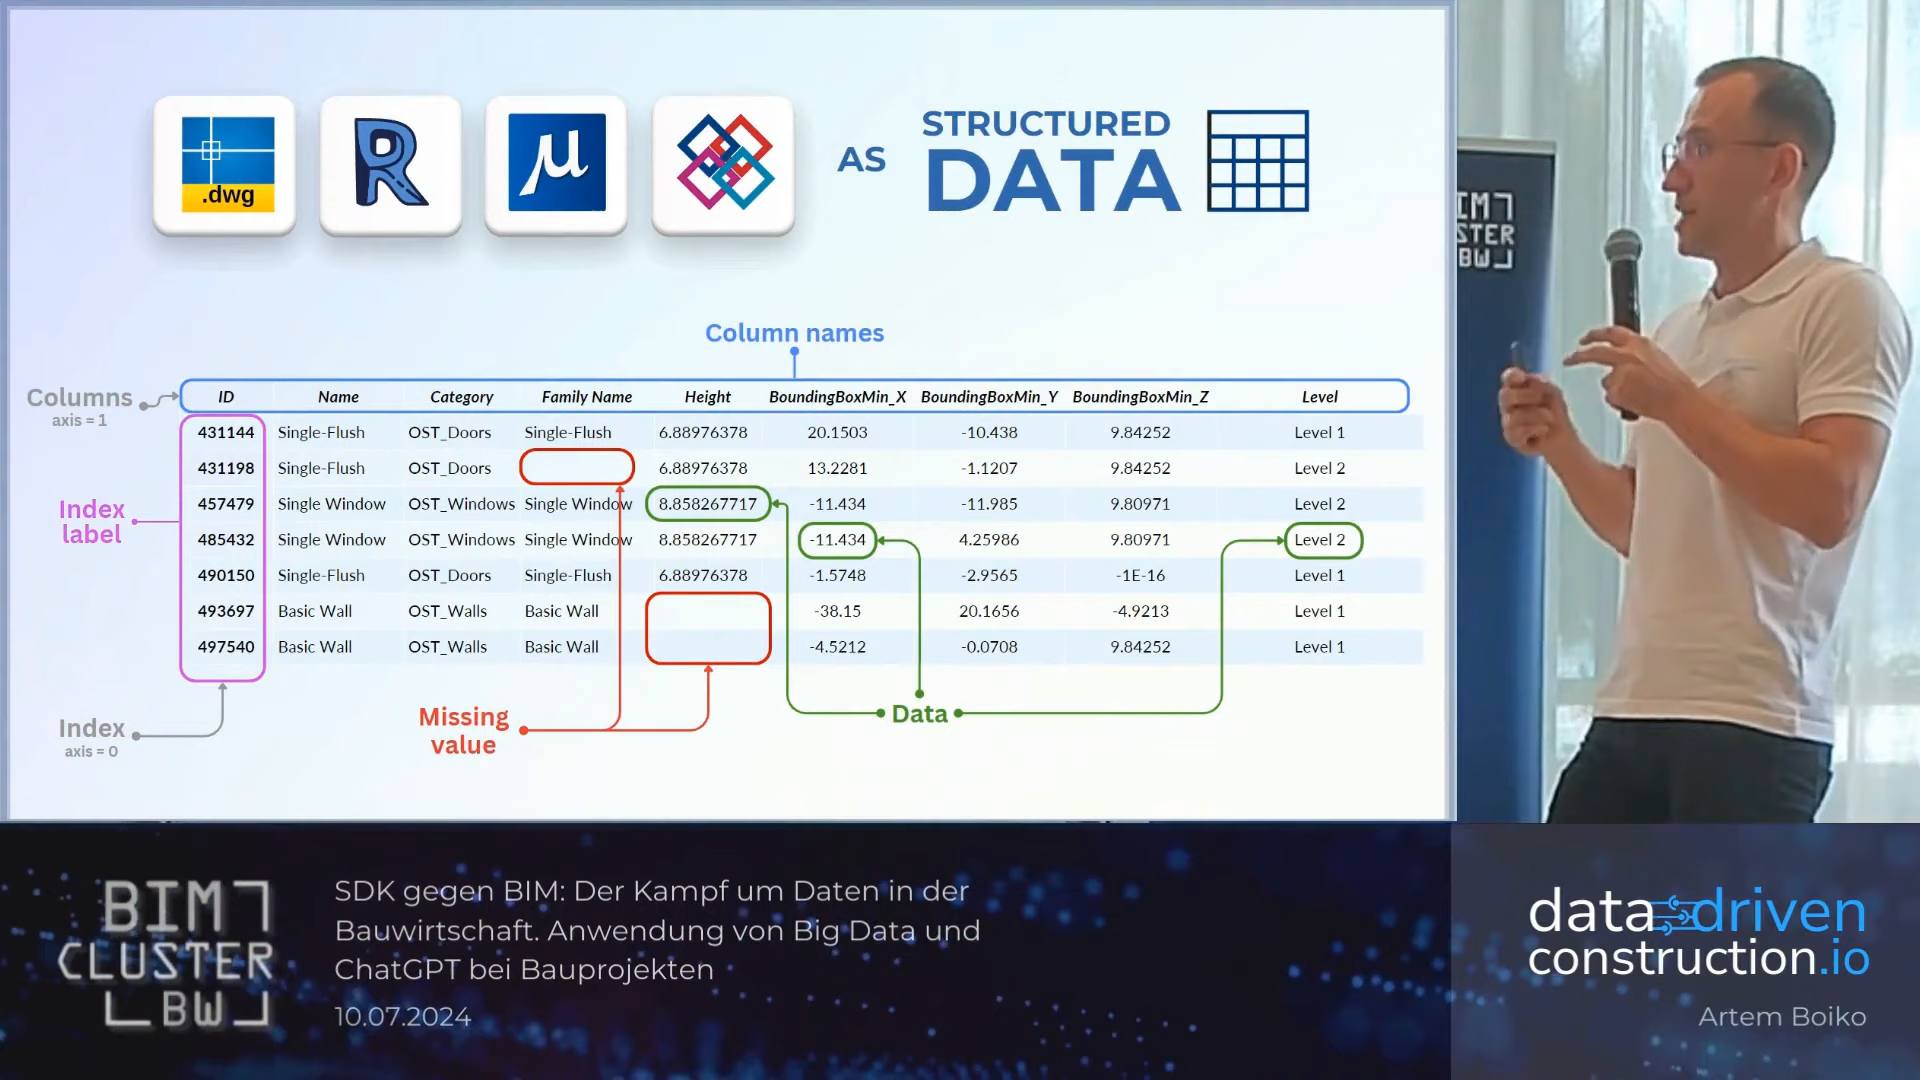 .dwg
R
μ
AS
STRUCTURED
DATA
Column names
Columns
axis = 1
ID Name Category Family Name Height BoundingBoxMin_X BoundingBoxMin_Y BoundingBoxMin_Z Level
431144 Single-Flush OST_Doors Single-Flush 6.88976378 20.1503 -10.438 9.84252 Level 1
431198 Single-Flush OST_Doors 6.88976378 13.2281 -1.1207 9.84252 Level 2
457479 Single Window OST_Windows Single Window 8.858267717 -11.434 -11.985 9.80971 Level 2
485432 Single Window OST_Windows Single Window 8.858267717 -11.434 4.25986 9.80971 Level 2
490150 Single-Flush OST_Doors Single-Flush 6.88976378 -1.5748 -2.9565 -1E-16 Level 1
493697 Basic Wall OST_Walls Basic Wall -38.15 20.1656 -4.9213 Level 1
497540 Basic Wall OST_Walls Basic Wall -4.5212 -0.0708 9.84252 Level 1
Index
label
Index
axis = 0
Missing
value
Data
IM
STER
BW
BIM
CLUSTER
BW
SDK gegen BIM: Der Kampf um Daten in der
Bauwirtschaft. Anwendung von Big Data und
ChatGPT bei Bauprojekten
10.07.2024
data driven
construction.io
Artem Boiko